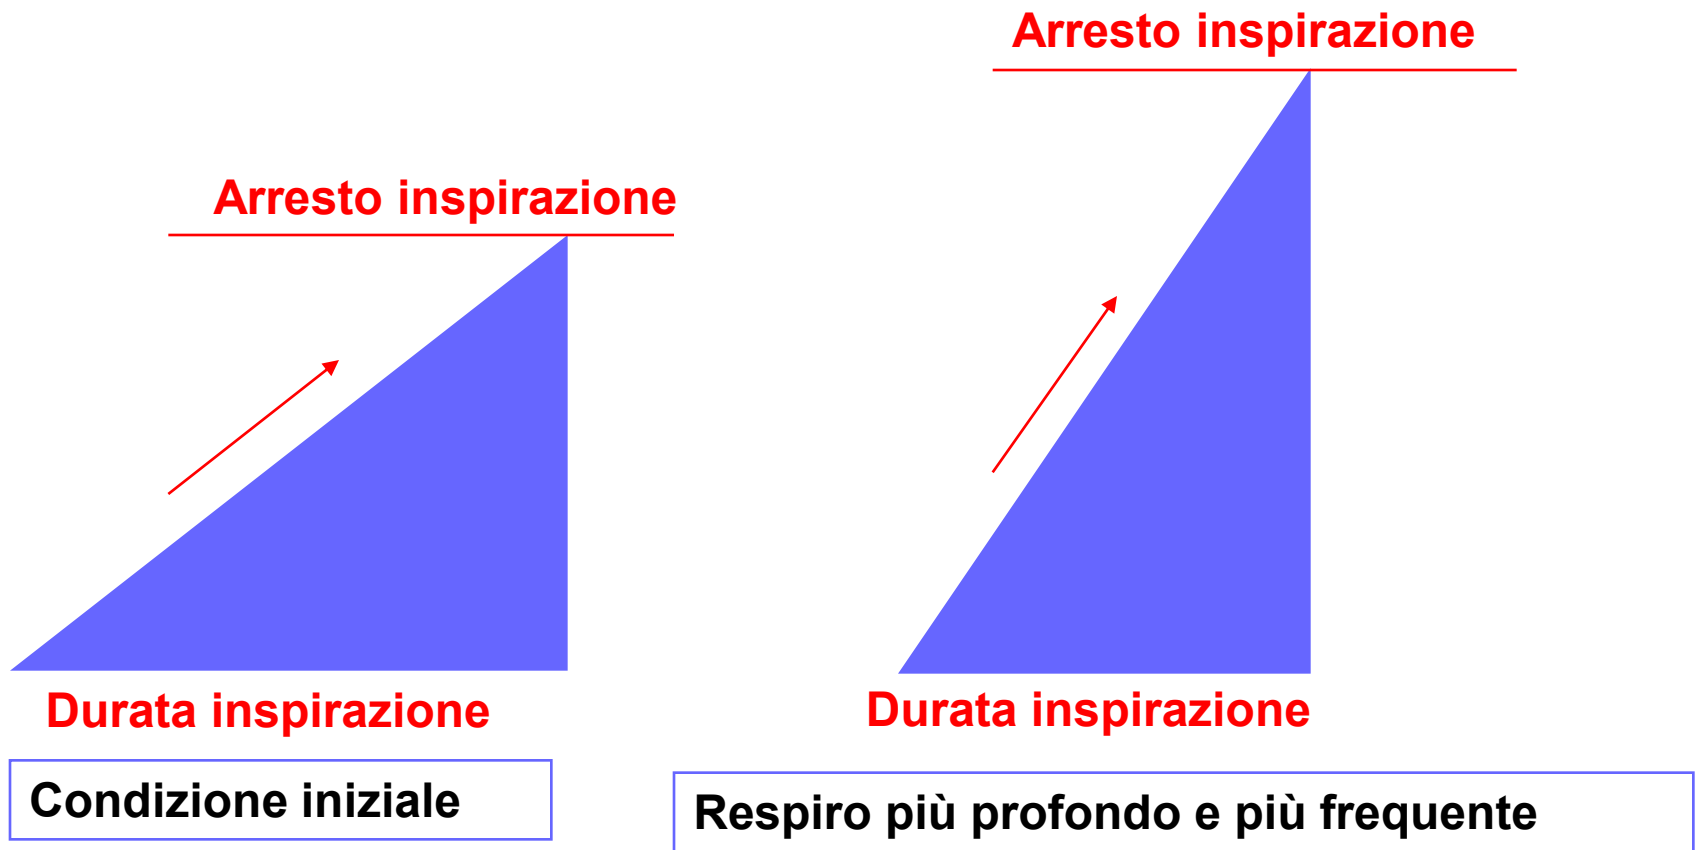 Arresto inspirazione
Arresto inspirazione
Durata inspirazione
Durata inspirazione
Condizione iniziale
Respiro più profondo e più frequente